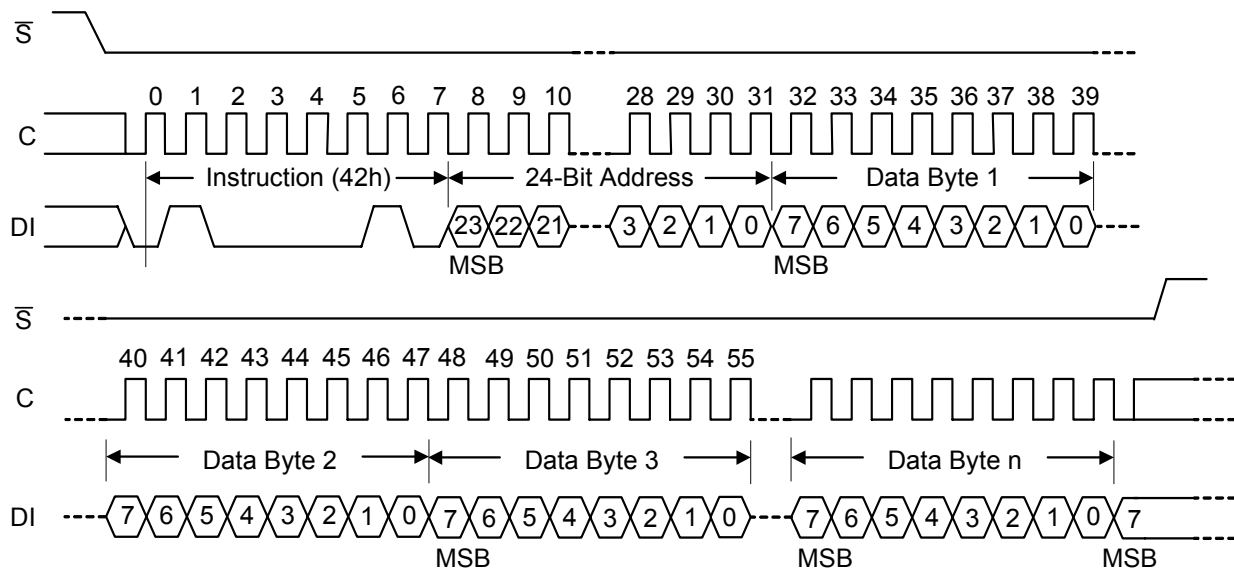 S̅
0 1 2 3 4 5 6 7 8 9 10 28 29 30 31 32 33 34 35 36 37 38 39
C
Instruction (42h) 24-Bit Address Data Byte 1
DI 23 22 21 3 2 1 0 7 6 5 4 3 2 1 0
MSB MSB
S̅
40 41 42 43 44 45 46 47 48 49 50 51 52 53 54 55
C
Data Byte 2 Data Byte 3 Data Byte n
DI 7 6 5 4 3 2 1 0 7 6 5 4 3 2 1 0 7 6 5 4 3 2 1 0 7
MSB MSB MSB